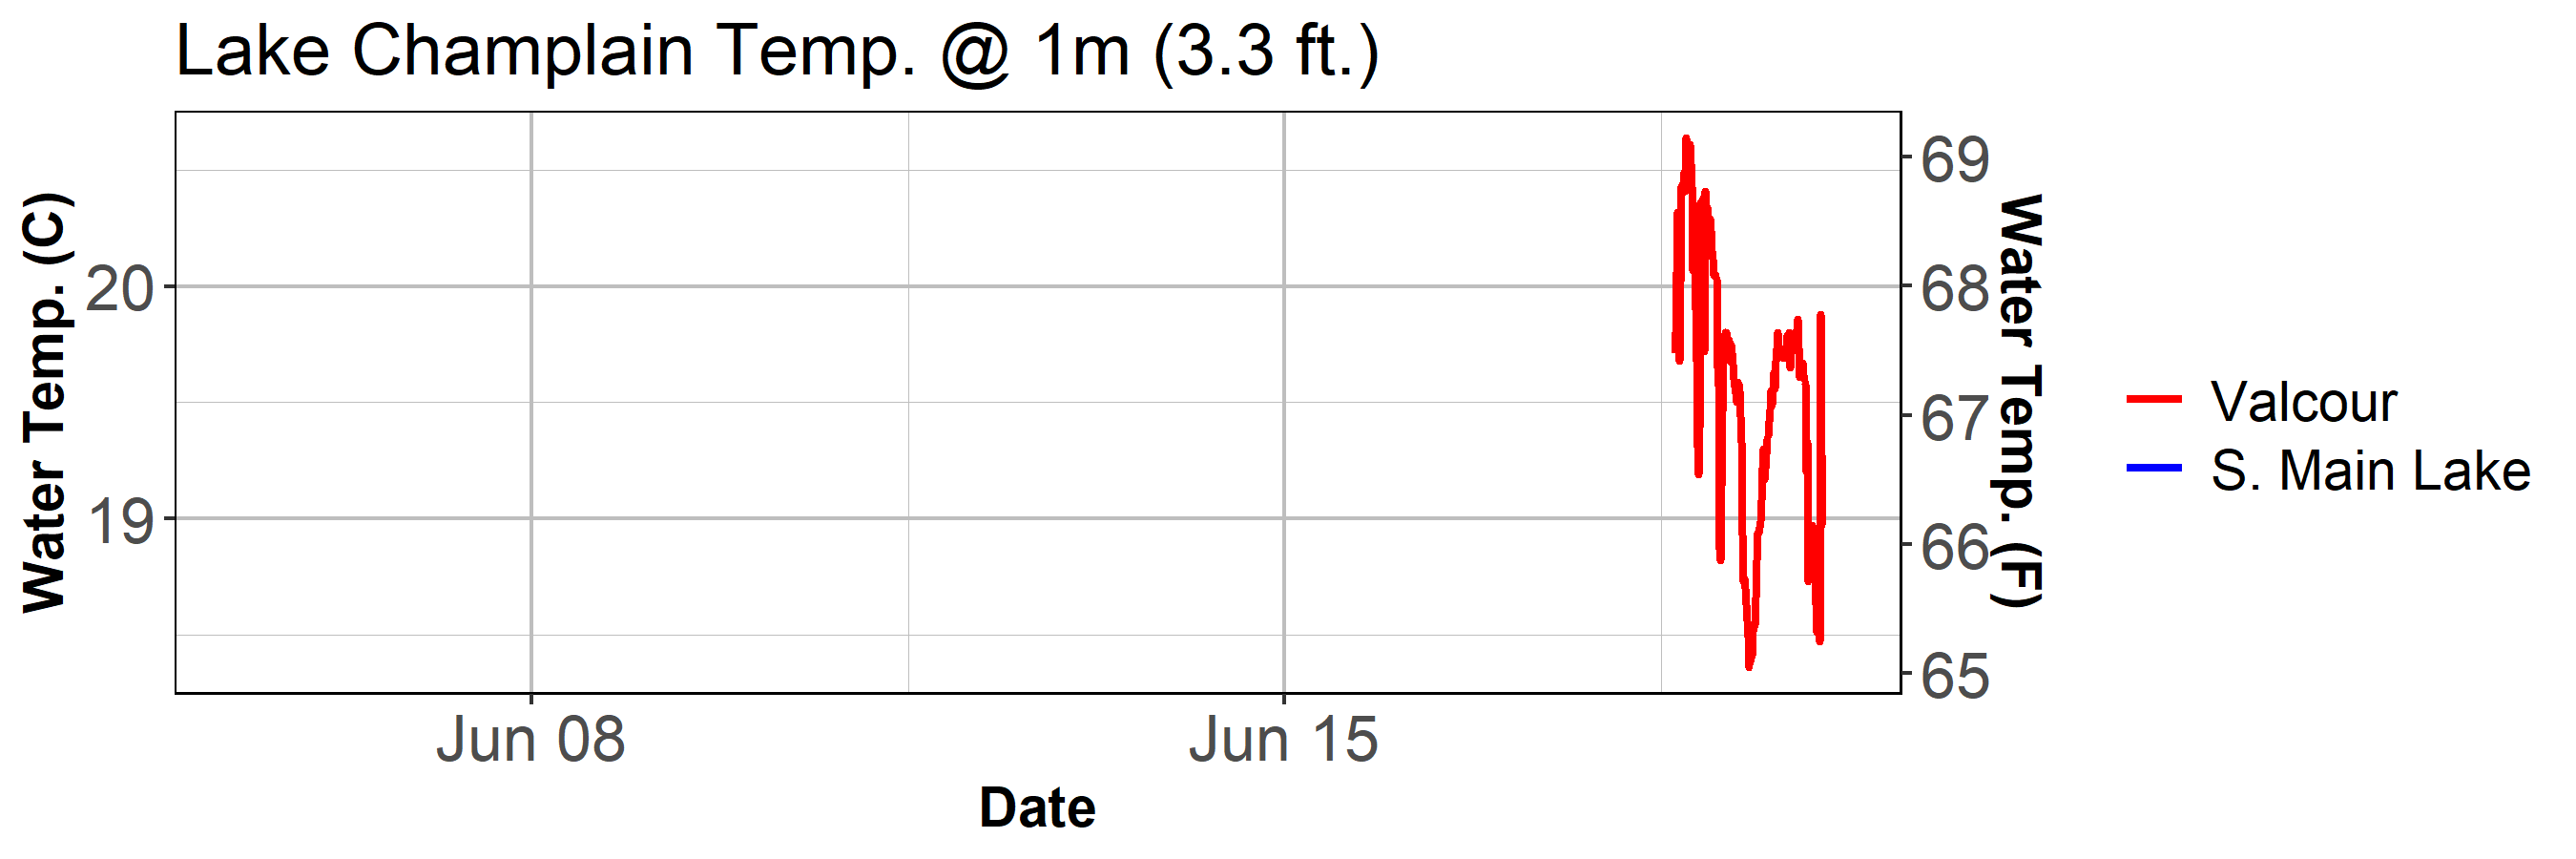 Lake Champlain Temp. @ 1m (3.3 ft.)
Water Temp. (C)
20
19
69
68
67
66
65
Water Temp. (F)
Jun 08
Jun 15
Date
Valcour
S. Main Lake